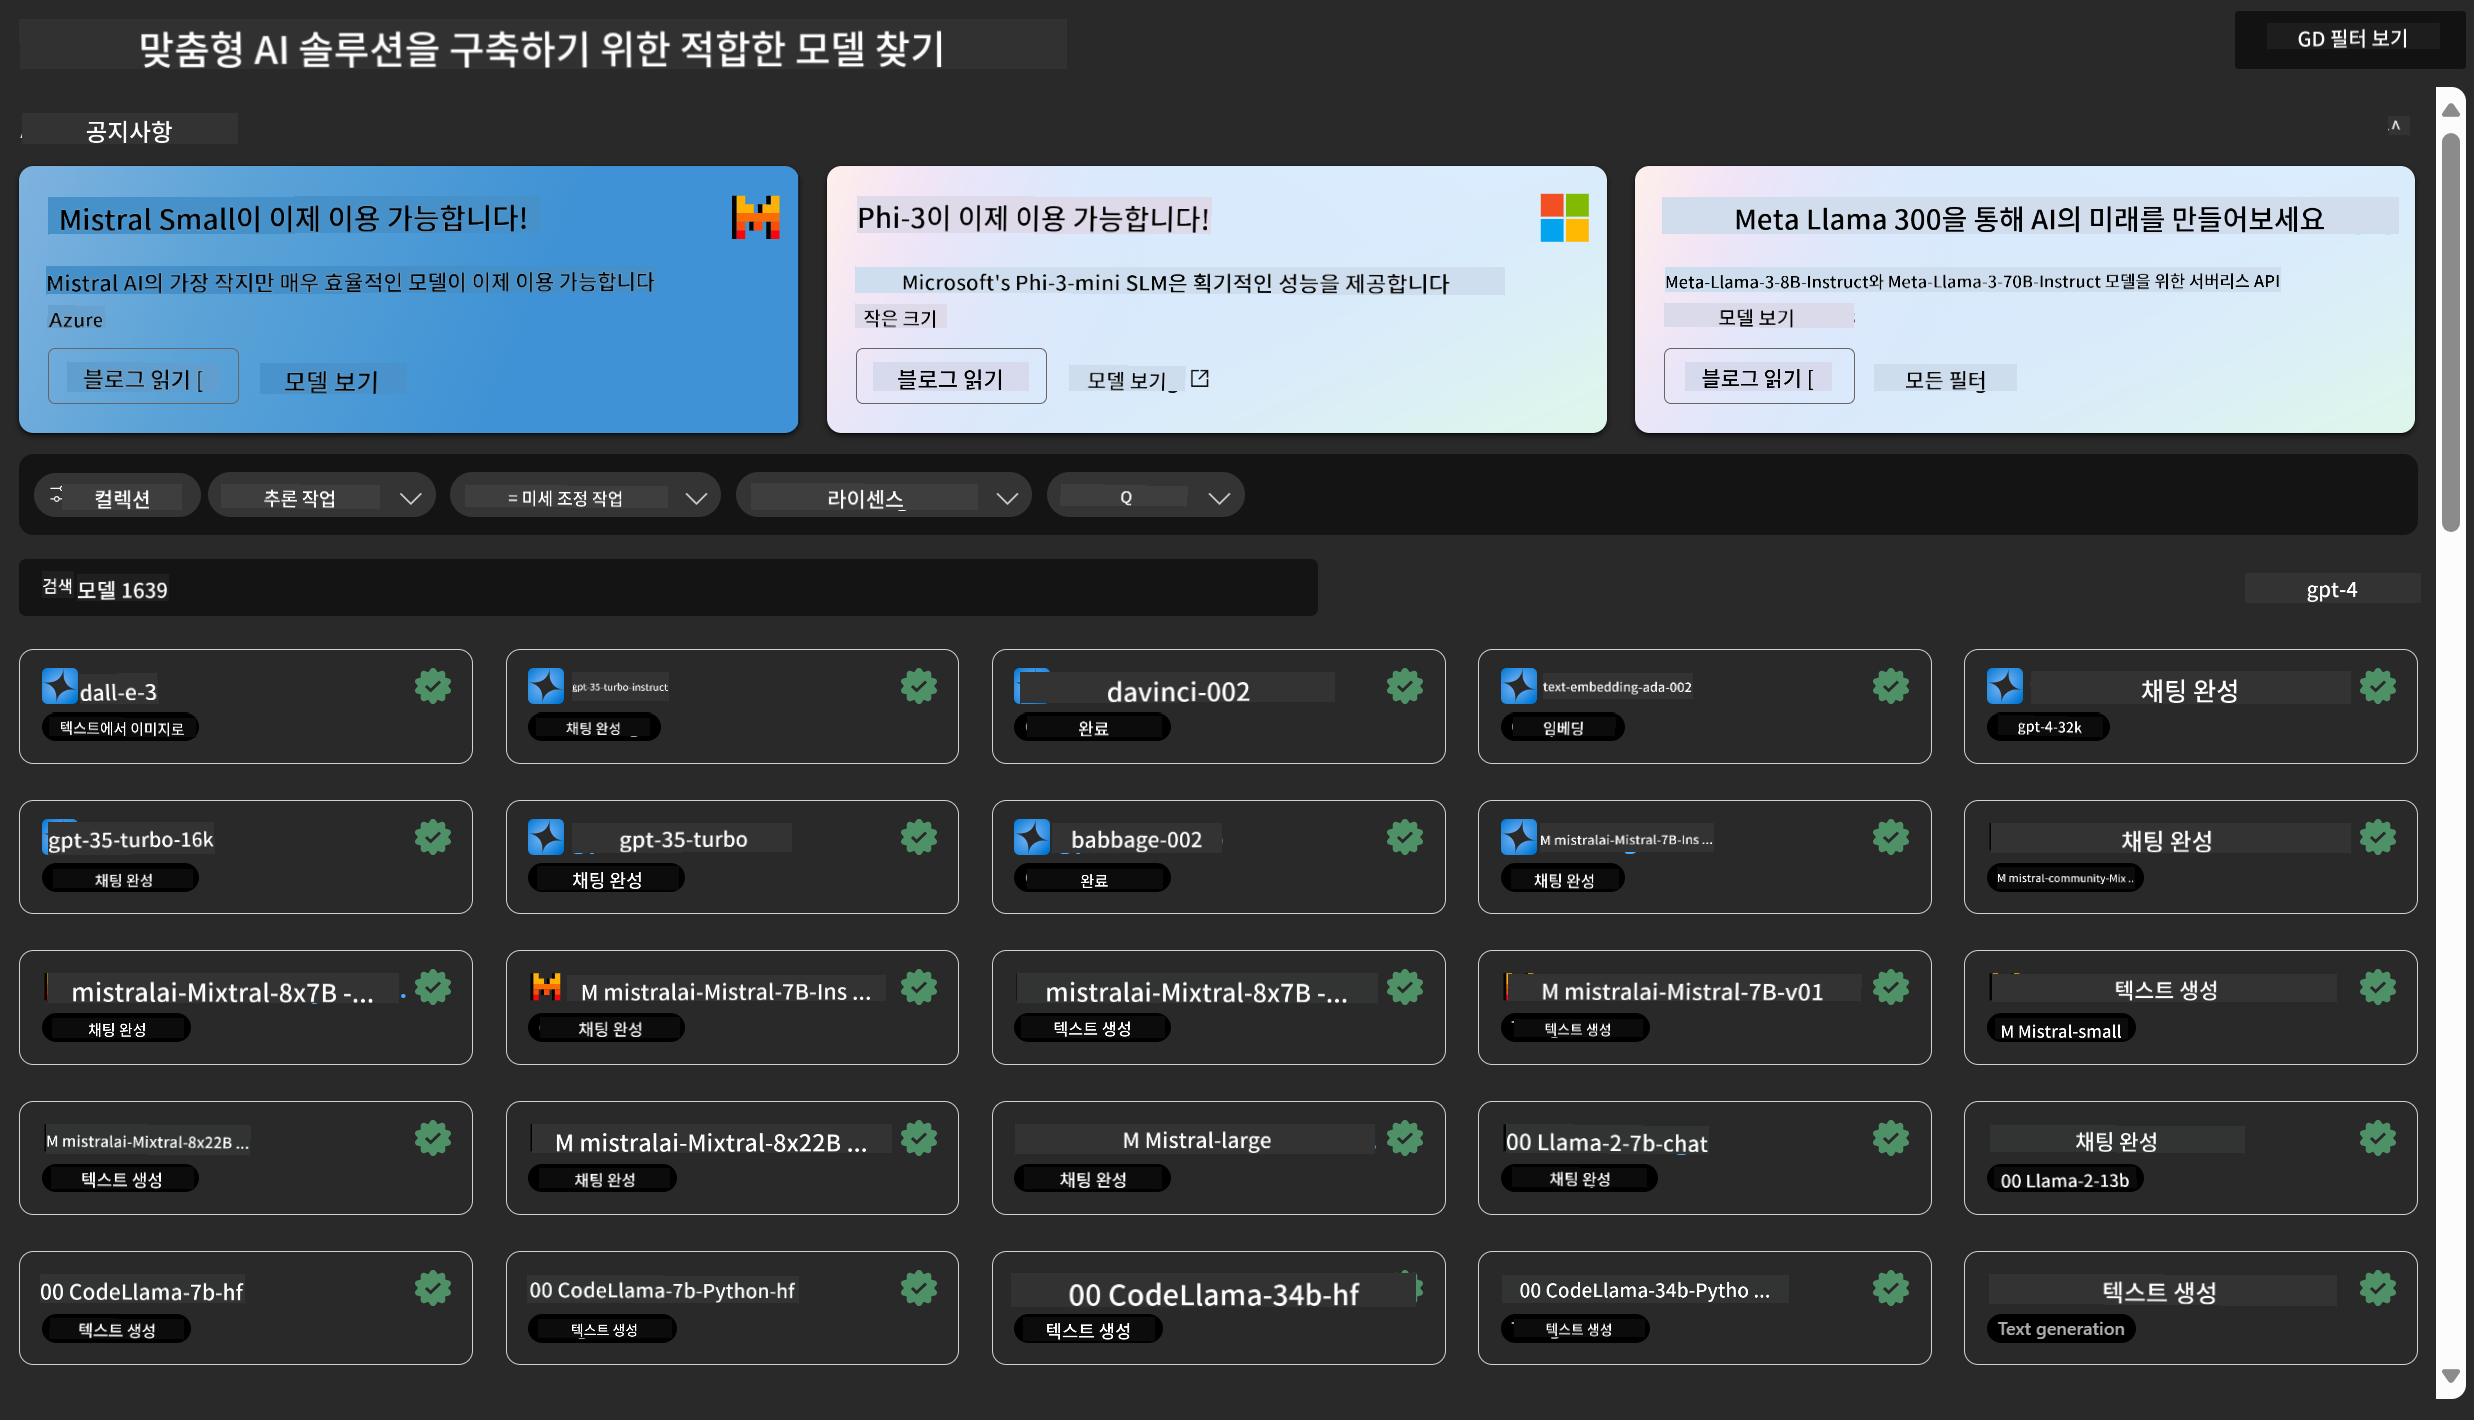 맞춤형 AI 솔루션을 구축하기 위한 적합한 모델 찾기
GD 필터 보기
공지사항
Mistral Small이 이제 이용 가능합니다!
Mistral AI의 가장 작지만 매우 효율적인 모델이 이제 이용 가능합니다
Azure
블로그 읽기 [
모델 보기
Phi-3이 이제 이용 가능합니다!
Microsoft's Phi-3-mini SLM은 획기적인 성능을 제공합니다
작은 크기
블로그 읽기
모델 보기
Meta Llama 300을 통해 AI의 미래를 만들어보세요
Meta-Llama-3-8B-Instruct와 Meta-Llama-3-70B-Instruct 모델을 위한 서버리스 API
모델 보기
블로그 읽기 [
모든 필터
컬렉션
추론 작업
= 미세 조정 작업
라이센스
Q
검색 모델 1639
gpt-4
dall-e-3
텍스트에서 이미지로
gpt-35-turbo-instruct
채팅 완성
davinci-002
완료
text-embedding-ada-002
임베딩
채팅 완성
gpt-4-32k
gpt-35-turbo-16k
채팅 완성
gpt-35-turbo
채팅 완성
babbage-002
완료
M mistralai-Mistral-7B-Ins ...
채팅 완성
채팅 완성
M mistral-community-Mix ..
mistralai-Mixtral-8x7B -...
채팅 완성
M mistralai-Mistral-7B-Ins ...
채팅 완성
mistralai-Mixtral-8x7B -...
텍스트 생성
M mistralai-Mistral-7B-v01
텍스트 생성
텍스트 생성
M Mistral-small
M mistralai-Mixtral-8x22B ...
텍스트 생성
M mistralai-Mixtral-8x22B ...
채팅 완성
M Mistral-large
채팅 완성
00 Llama-2-7b-chat
채팅 완성
채팅 완성
00 Llama-2-13b
00 CodeLlama-7b-hf
텍스트 생성
00 CodeLlama-7b-Python-hf
텍스트 생성
00 CodeLlama-34b-hf
텍스트 생성
00 CodeLlama-34b-Pytho ...
텍스트 생성
텍스트 생성
Text generation